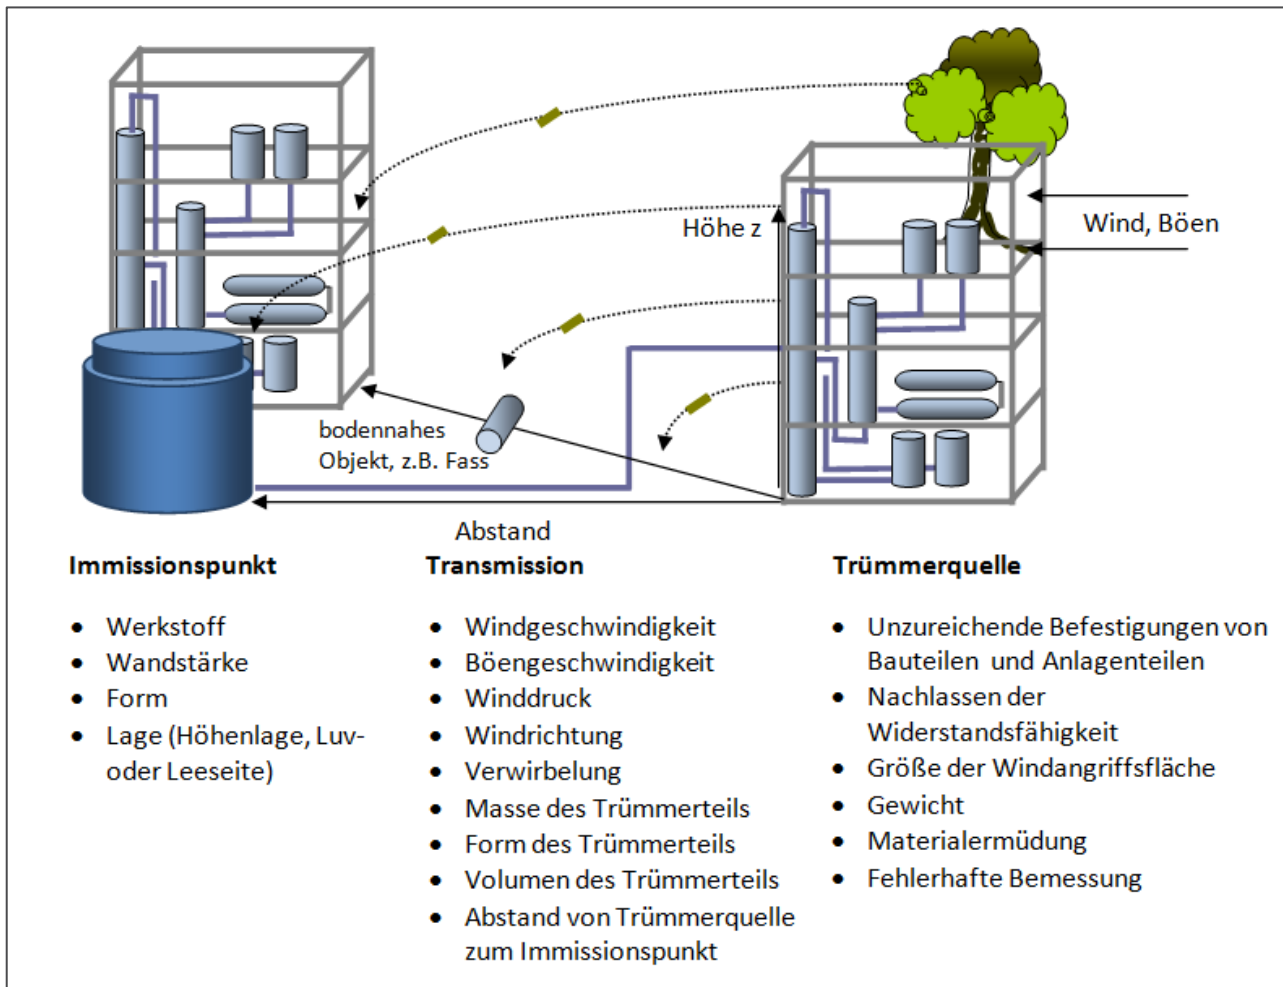 Höhe z
Wind, Böen
bodennahes
Objekt, z.B. Fass
Abstand
Immissionspunkt
• Werkstoff
• Wandstärke
• Form
• Lage (Höhenlage, Luv-
oder Leeseite)
Transmission
• Windgeschwindigkeit
• Böengeschwindigkeit
• Winddruck
• Windrichtung
• Verwirbelung
• Masse des Trümmerteils
• Form des Trümmerteils
• Volumen des Trümmerteils
• Abstand von Trümmerquelle
zum Immissionspunkt
Trümmerquelle
• Unzureichende Befestigungen von
Bauteilen und Anlagenteilen
• Nachlassen der
Widerstandsfähigkeit
• Größe der Windangriffsfläche
• Gewicht
• Materialermüdung
• Fehlerhafte Bemessung